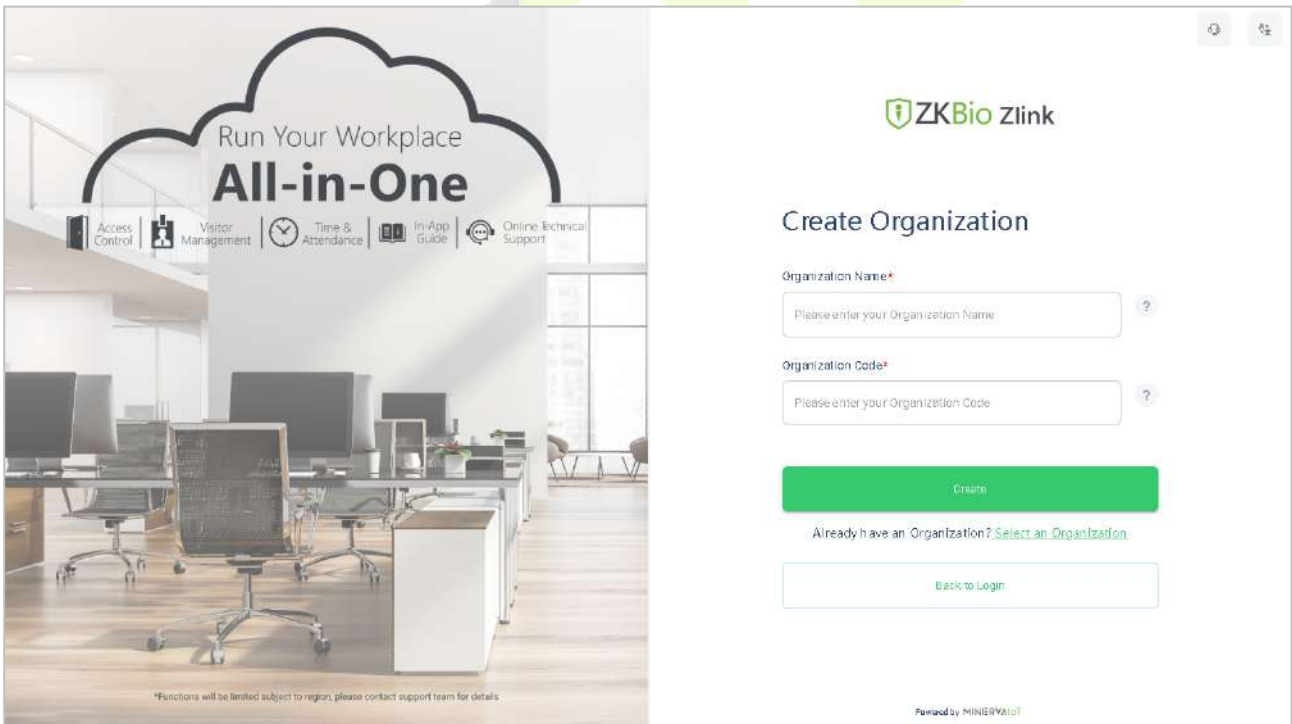 Run Your Workplace
All-in-One
Access Control
Visitor Management
Time & Attendance
In-App Guide
Online Technical Support
*Functions will be limited subject to region, please contact support team for details
ZKBio Zlink
Create Organization
Organization Name*
Please enter your Organization Name
?
Organization Code*
Please enter your Organization Code
?
Create
Already have an Organization? Select an Organization
Back to Login
Powered by MINERVAIoT